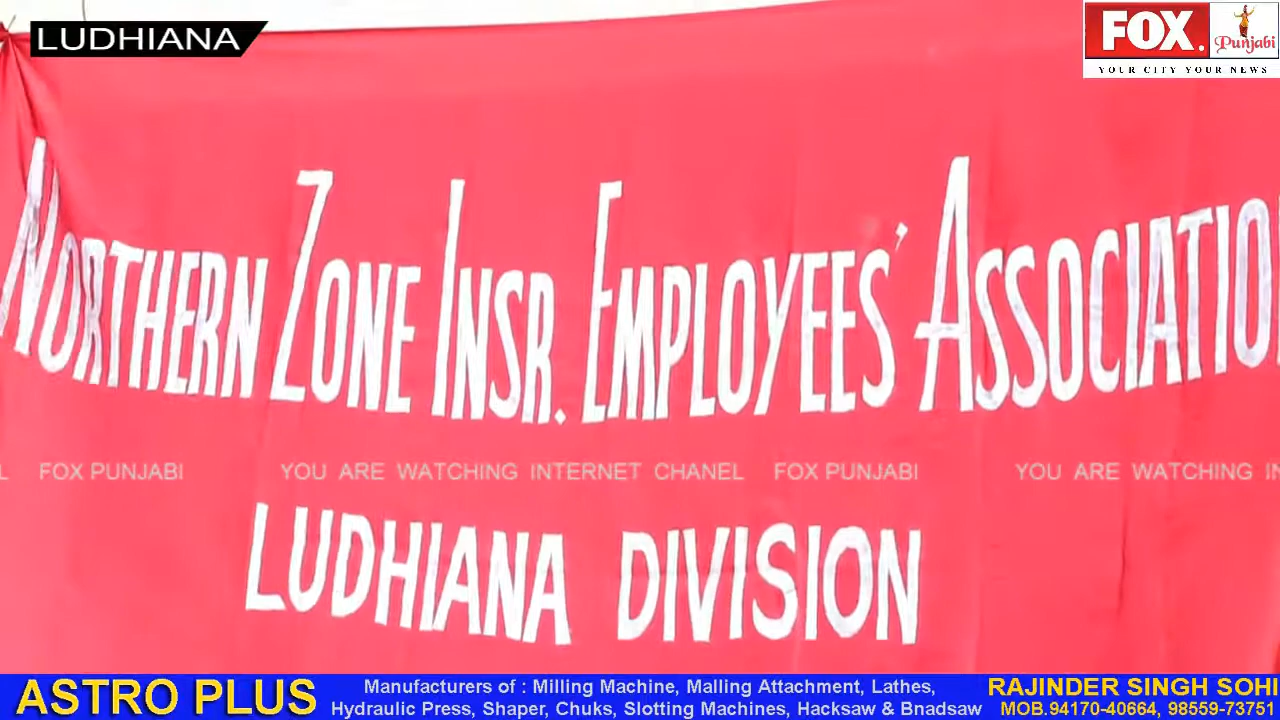 LUDHIANA
FOX.
Punjabi
YOUR CITY YOUR NEWS
NORTHERN ZONE INSR. EMPLOYEES' ASSOCIATIO
L FOX PUNJABI YOU ARE WATCHING INTERNET CHANEL FOX PUNJABI YOU ARE WATCHING IN
LUDHIANA DIVISION
ASTRO PLUS
Manufacturers of : Milling Machine, Malling Attachment, Lathes,
Hydraulic Press, Shaper, Chuks, Slotting Machines, Hacksaw & Bnadsaw
RAJINDER SINGH SOHI
MOB.94170-40664, 98559-73751